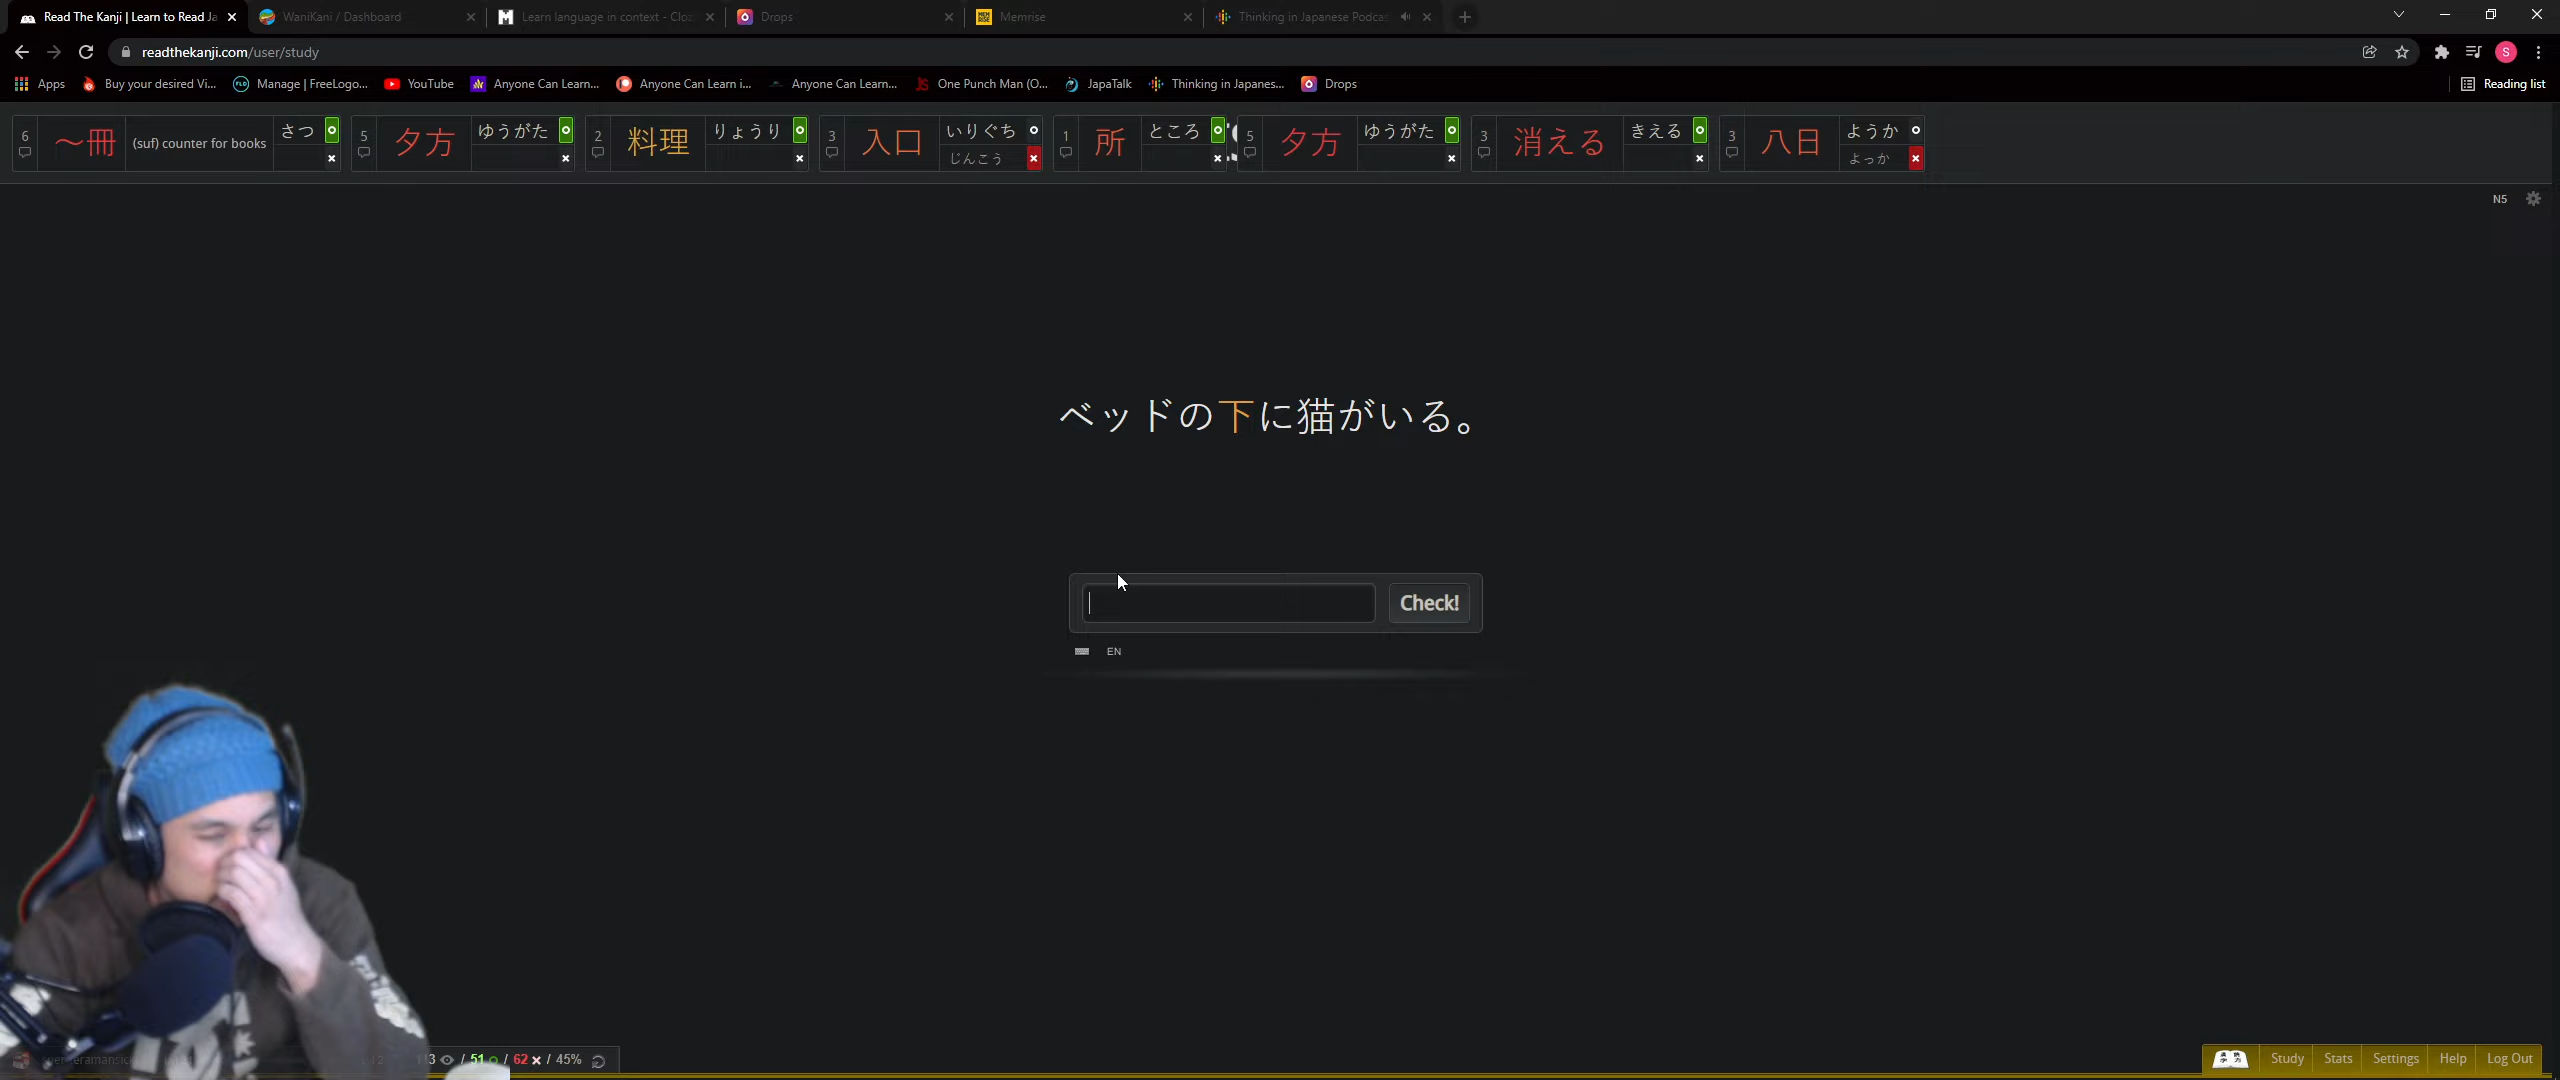 Read The Kanji | Learn to Read Ja
WaniKani / Dashboard
Learn language in context - Cloz
Drops
Memrise
Thinking in Japanese Podcas
readthekanji.com/user/study
Apps
Buy your desired Vi...
Manage | FreeLogo...
YouTube
Anyone Can Learn...
Anyone Can Learn i...
Anyone Can Learn...
One Punch Man (O...
JapaTalk
Thinking in Japanes...
Drops
Reading list
6 ～冊 (suf) counter for books さつ
5 夕方 ゆうがた
2 料理 りょうり
3 入口 いりぐち じんこう
1 所 ところ
5 夕方 ゆうがた
3 消える きえる
3 八日 ようか よっか
N5
ベッドの下に猫がいる。
Check!
EN
/ 51 / 62 / 45%
Study
Stats
Settings
Help
Log Out